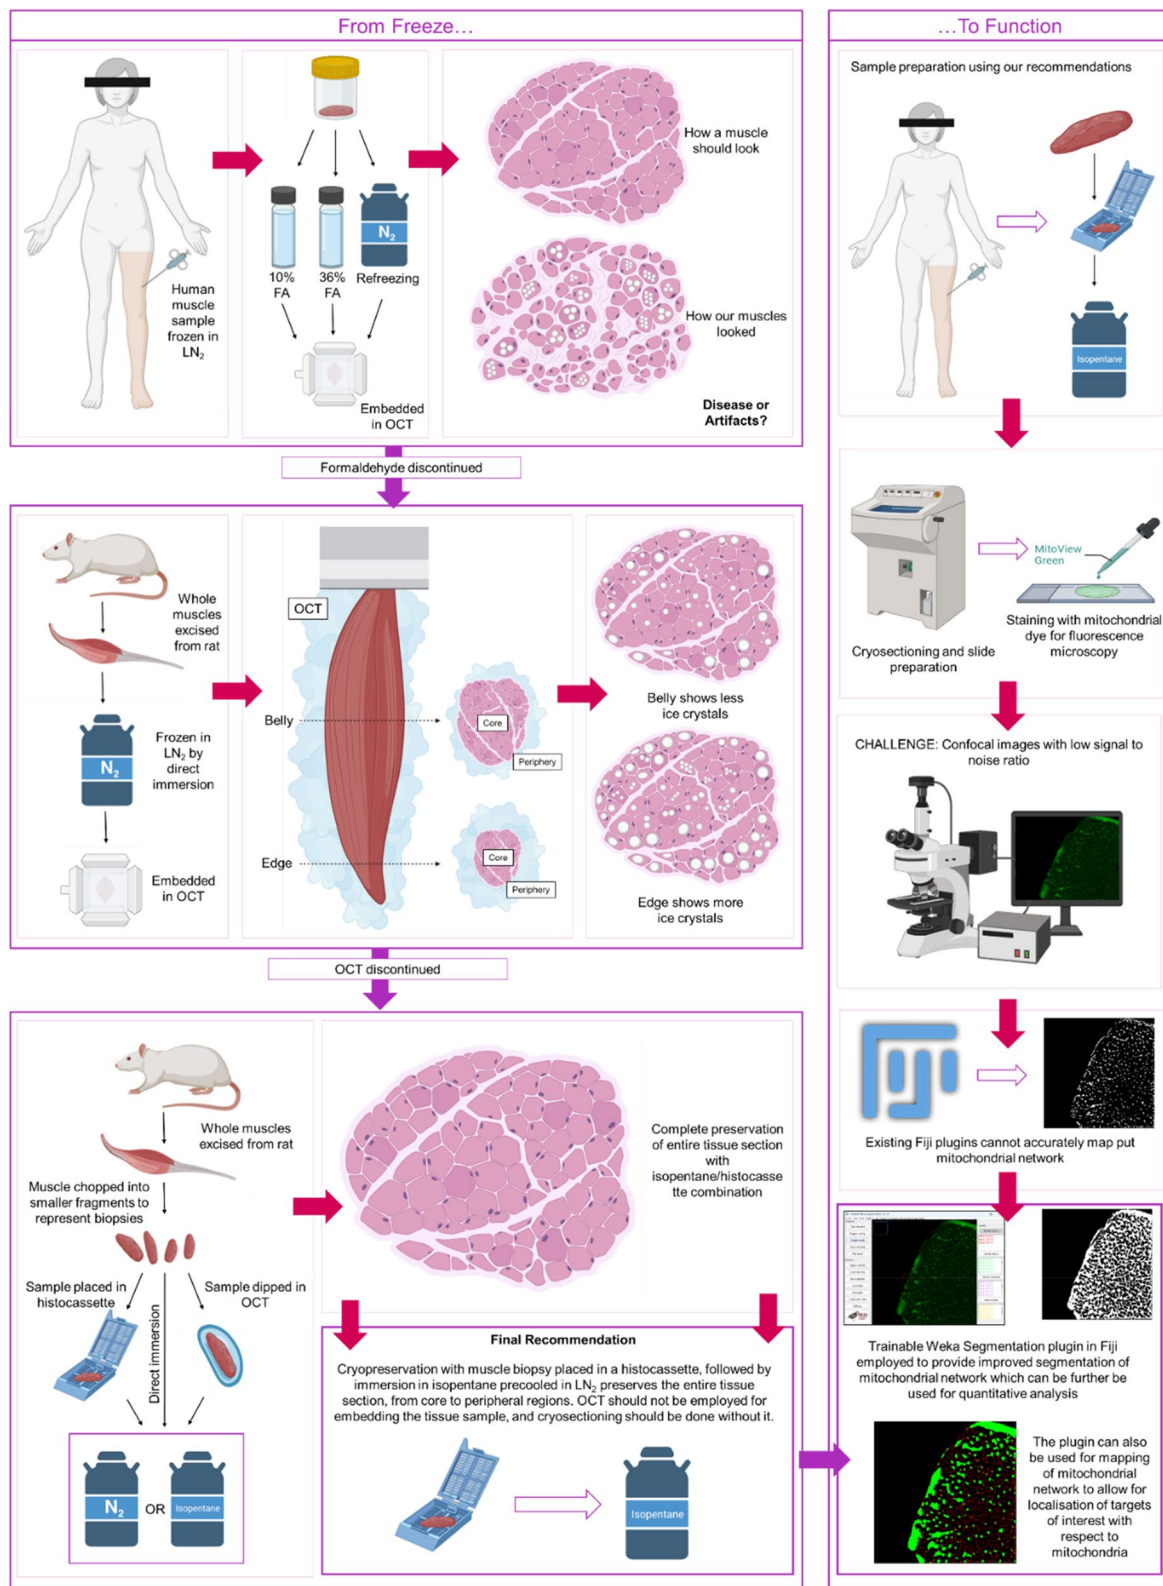 From Freeze…
Human
muscle
sample
frozen in
LN₂
10%
FA
36%
FA
N₂
Refreezing
Embedded
in OCT
How a muscle
should look
How our muscles
looked
Disease or
Artifacts?
Formaldehyde discontinued
Whole
muscles
excised
from rat
N₂
Frozen in
LN₂ by
direct
immersion
Embedded
in OCT
OCT
Belly
Core
Periphery
Edge
Core
Periphery
Belly shows less
ice crystals
Edge shows more
ice crystals
OCT discontinued
Whole muscles
excised from rat
Muscle chopped into
smaller fragments to
represent biopsies
Sample placed in
histocassette
Direct immersion
Sample dipped in
OCT
N₂
OR
Isopentane
Complete preservation
of entire tissue section
with
isopentane/histocasse
tte combination
Final Recommendation
Cryopreservation with muscle biopsy placed in a histocassette, followed by
immersion in isopentane precooled in LN₂ preserves the entire tissue
section, from core to peripheral regions. OCT should not be employed for
embedding the tissue sample, and cryosectioning should be done without it.
Isopentane
…To Function
Sample preparation using our recommendations
Isopentane
Cryosectioning and slide
preparation
MitoView
Green
Staining with mitochondrial
dye for fluorescence
microscopy
CHALLENGE: Confocal images with low signal to
noise ratio
Existing Fiji plugins cannot accurately map put
mitochondrial network
Trainable Weka Segmentation plugin in Fiji
employed to provide improved segmentation of
mitochondrial network which can be further be
used for quantitative analysis
The plugin can also
be used for mapping
of mitochondrial
network to allow for
localisation of targets
of interest with
respect to
mitochondria